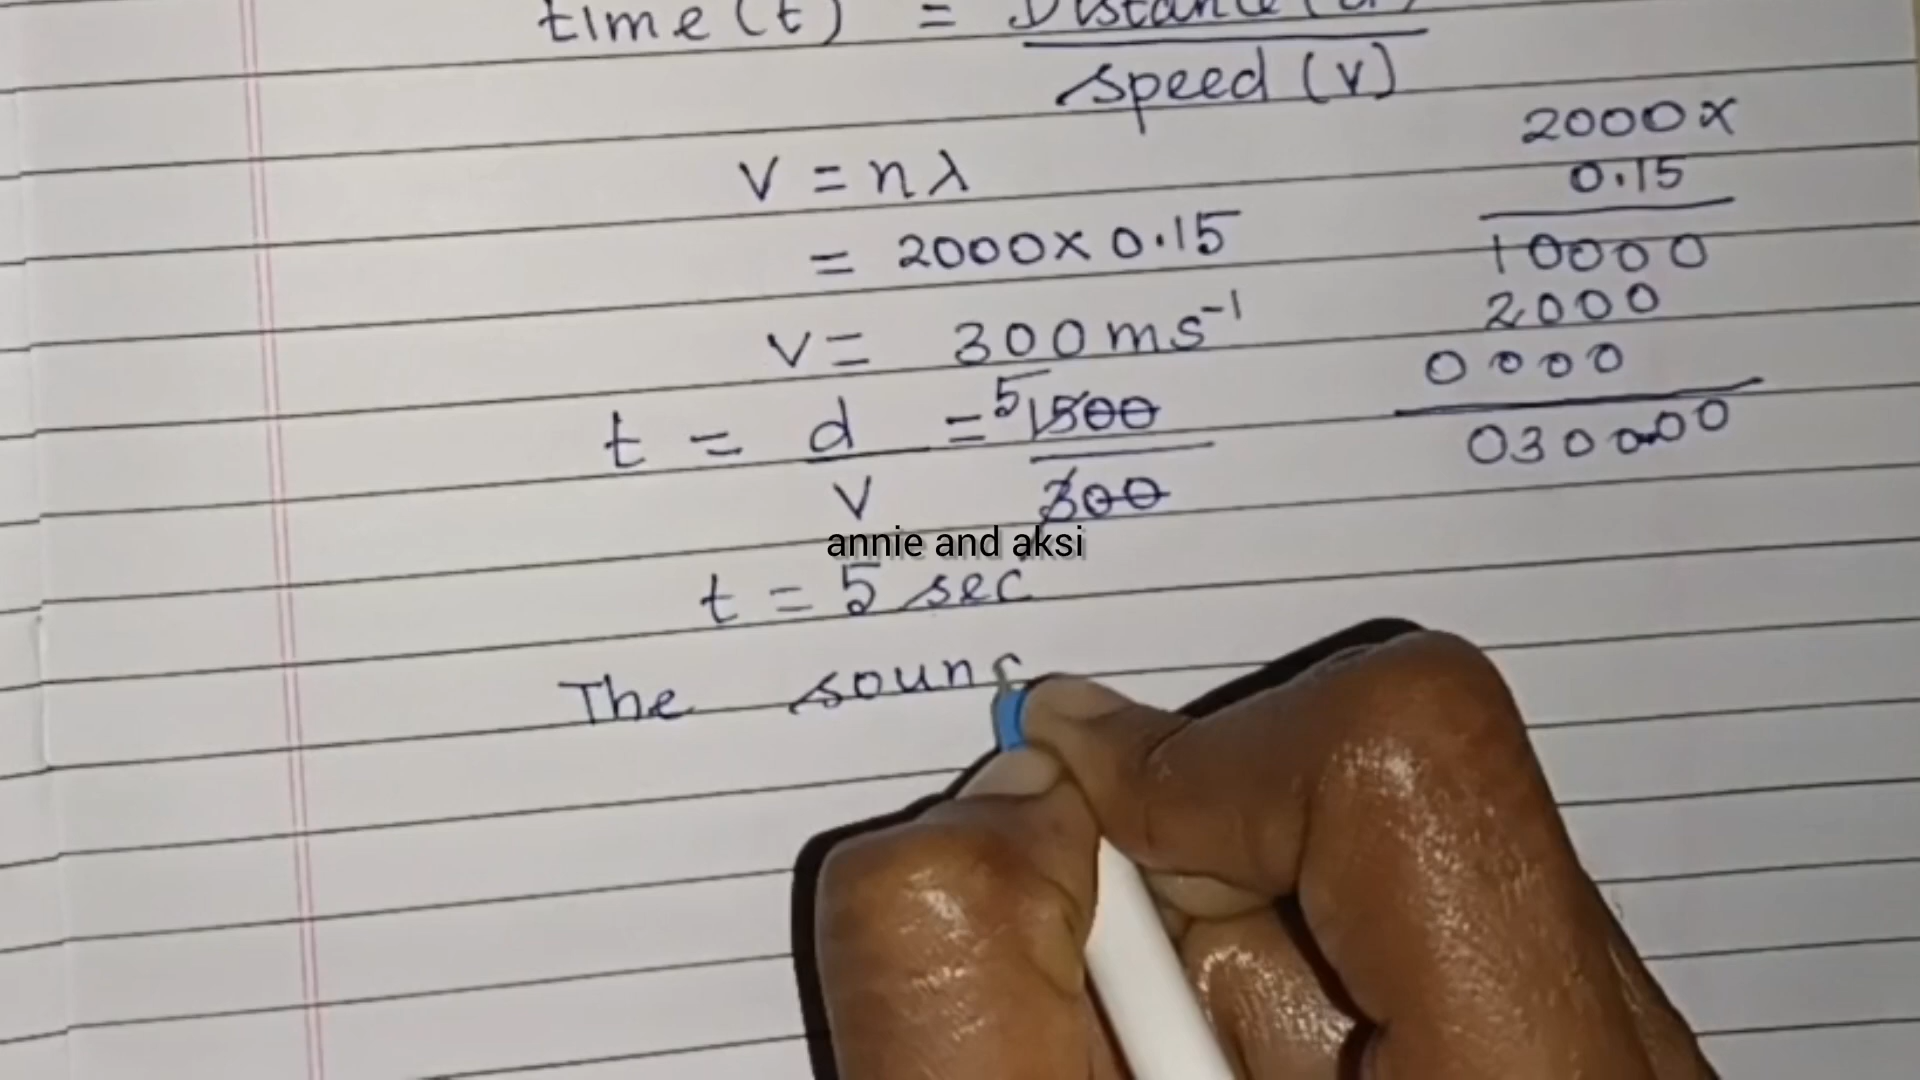 time (t) = Distance (d)
speed (v)
v = nλ
= 2000 x 0.15
v = 300 ms⁻¹
t = d = 5 1500
v 300
t = 5 sec
The soun
2000 x
0.15
10000
2000
0000
030000
annie and aksi